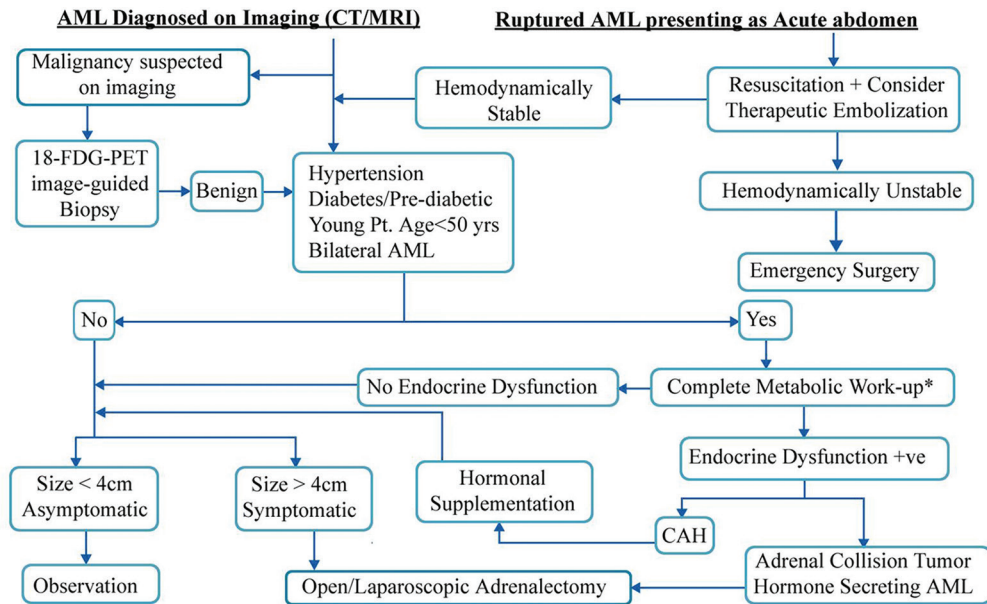 AML Diagnosed on Imaging (CT/MRI)
Ruptured AML presenting as Acute abdomen
Malignancy suspected
on imaging
Hemodynamically
Stable
Resuscitation + Consider
Therapeutic Embolization
18-FDG-PET
image-guided
Biopsy
Benign
Hypertension
Diabetes/Pre-diabetic
Young Pt. Age<50 yrs
Bilateral AML
Hemodynamically Unstable
Emergency Surgery
No
Yes
No Endocrine Dysfunction
Complete Metabolic Work-up*
Endocrine Dysfunction +ve
Size < 4cm
Asymptomatic
Size > 4cm
Symptomatic
Hormonal
Supplementation
CAH
Observation
Open/Laparoscopic Adrenalectomy
Adrenal Collision Tumor
Hormone Secreting AML